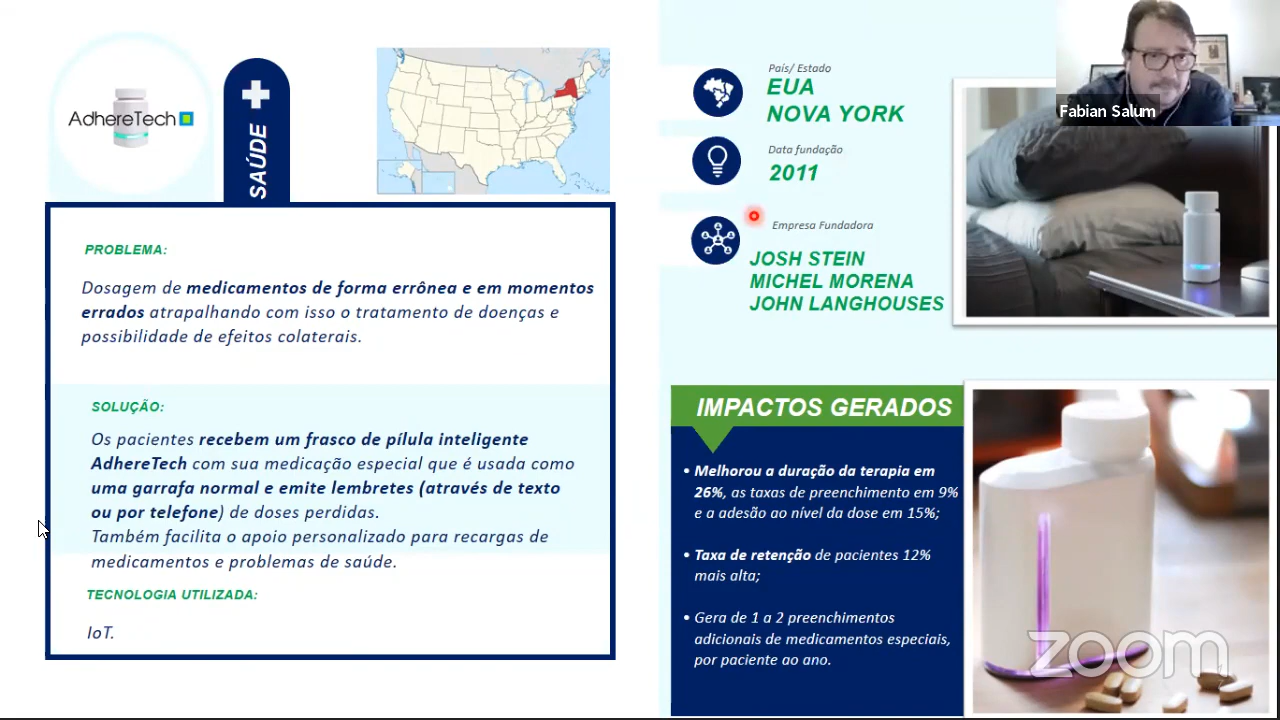 AdhereTech
SAÚDE
PROBLEMA:
Dosagem de medicamentos de forma errônea e em momentos
errados atrapalhando com isso o tratamento de doenças e
possibilidade de efeitos colaterais.
SOLUÇÃO:
Os pacientes recebem um frasco de pílula inteligente
AdhereTech com sua medicação especial que é usada como
uma garrafa normal e emite lembretes (através de texto
ou por telefone) de doses perdidas.
Também facilita o apoio personalizado para recargas de
medicamentos e problemas de saúde.
TECNOLOGIA UTILIZADA:
IoT.
País/ Estado
EUA
NOVA YORK
Data fundação
2011
Empresa Fundadora
JOSH STEIN
MICHEL MORENA
JOHN LANGHOUSES
Fabian Salum
IMPACTOS GERADOS
• Melhorou a duração da terapia em
26%, as taxas de preenchimento em 9%
e a adesão ao nível da dose em 15%;
• Taxa de retenção de pacientes 12%
mais alta;
• Gera de 1 a 2 preenchimentos
adicionais de medicamentos especiais,
por paciente ao ano.
zoom